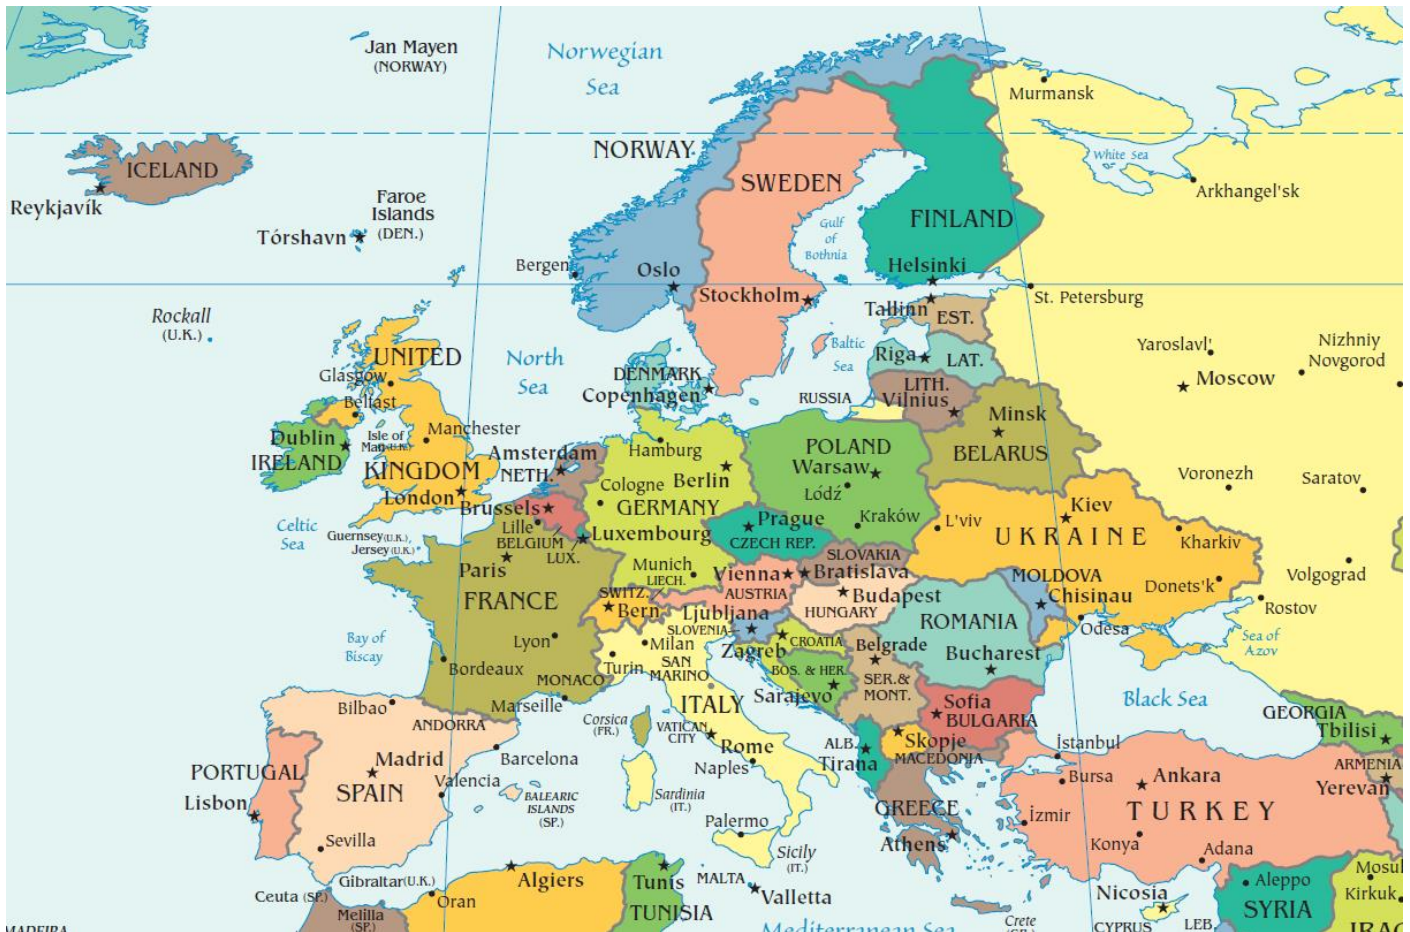 Jan Mayen
(NORWAY)
Norwegian
Sea
Murmansk
White Sea
Arkhangel'sk
ICELAND
Reykjavík
Faroe
Islands
(DEN.)
Tórshavn
NORWAY
SWEDEN
FINLAND
Gulf
of
Bothnia
Bergen
Oslo
Helsinki
Stockholm
Tallinn
EST.
St. Petersburg
Rockall
(U.K.)
North
Sea
Baltic
Sea
Riga
LAT.
Yaroslavl'
Nizhniy
Novgorod
Moscow
UNITED
KINGDOM
Glasgow
Belfast
Isle of
Man (U.K.)
Manchester
Dublin
IRELAND
London
DENMARK
Copenhagen
RUSSIA
LITH.
Vilnius
Minsk
BELARUS
Amsterdam
NETH.
Hamburg
Berlin
Cologne
GERMANY
POLAND
Warsaw
Łódź
Kraków
Voronezh
Saratov
Celtic
Sea
Guernsey (U.K.)
Jersey (U.K.)
Brussels
Lille
BELGIUM
LUX.
Luxembourg
Prague
CZECH REP.
L'viv
Kiev
UKRAINE
Kharkiv
Donets'k
Volgograd
Rostov
Paris
FRANCE
Munich
LIECH.
Vienna
AUSTRIA
SLOVAKIA
Bratislava
Budapest
HUNGARY
MOLDOVA
Chisinau
Odesa
Sea of
Azov
SWITZ.
Bern
Ljubljana
SLOVENIA
Zagreb
CROATIA
Belgrade
SER.&
MONT.
ROMANIA
Bucharest
Bay of
Biscay
Lyon
Bordeaux
Milan
Turin
SAN
MARINO
MONACO
Marseille
BOS. & HER.
Sarajevo
Sofia
BULGARIA
Black Sea
GEORGIA
Tbilisi
Bilbao
ANDORRA
Corsica
(FR.)
ITALY
VATICAN
CITY
Rome
Naples
ALB.
Tirana
Skopje
MACEDONIA
İstanbul
Bursa
Ankara
ARMENIA
Yerevan
PORTUGAL
Lisbon
Madrid
SPAIN
Barcelona
Valencia
Sevilla
BALEARIC
ISLANDS
(SP.)
Sardinia
(IT.)
Palermo
Sicily
(IT.)
GREECE
Athens
İzmir
TURKEY
Konya
Adana
Gibraltar (U.K.)
Ceuta (SP.)
Melilla
(SP.)
Oran
Algiers
Tunis
TUNISIA
MALTA
Valletta
Mediterranean Sea
Crete
Nicosia
CYPRUS
LEB.
Aleppo
SYRIA
Mosul
Kirkuk
IRAQ